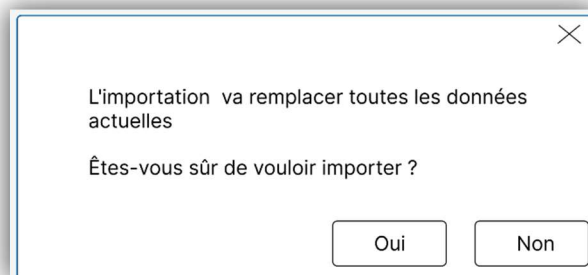 L'importation  va remplacer toutes les données
actuelles
Êtes-vous sûr de vouloir importer ?
Oui
Non